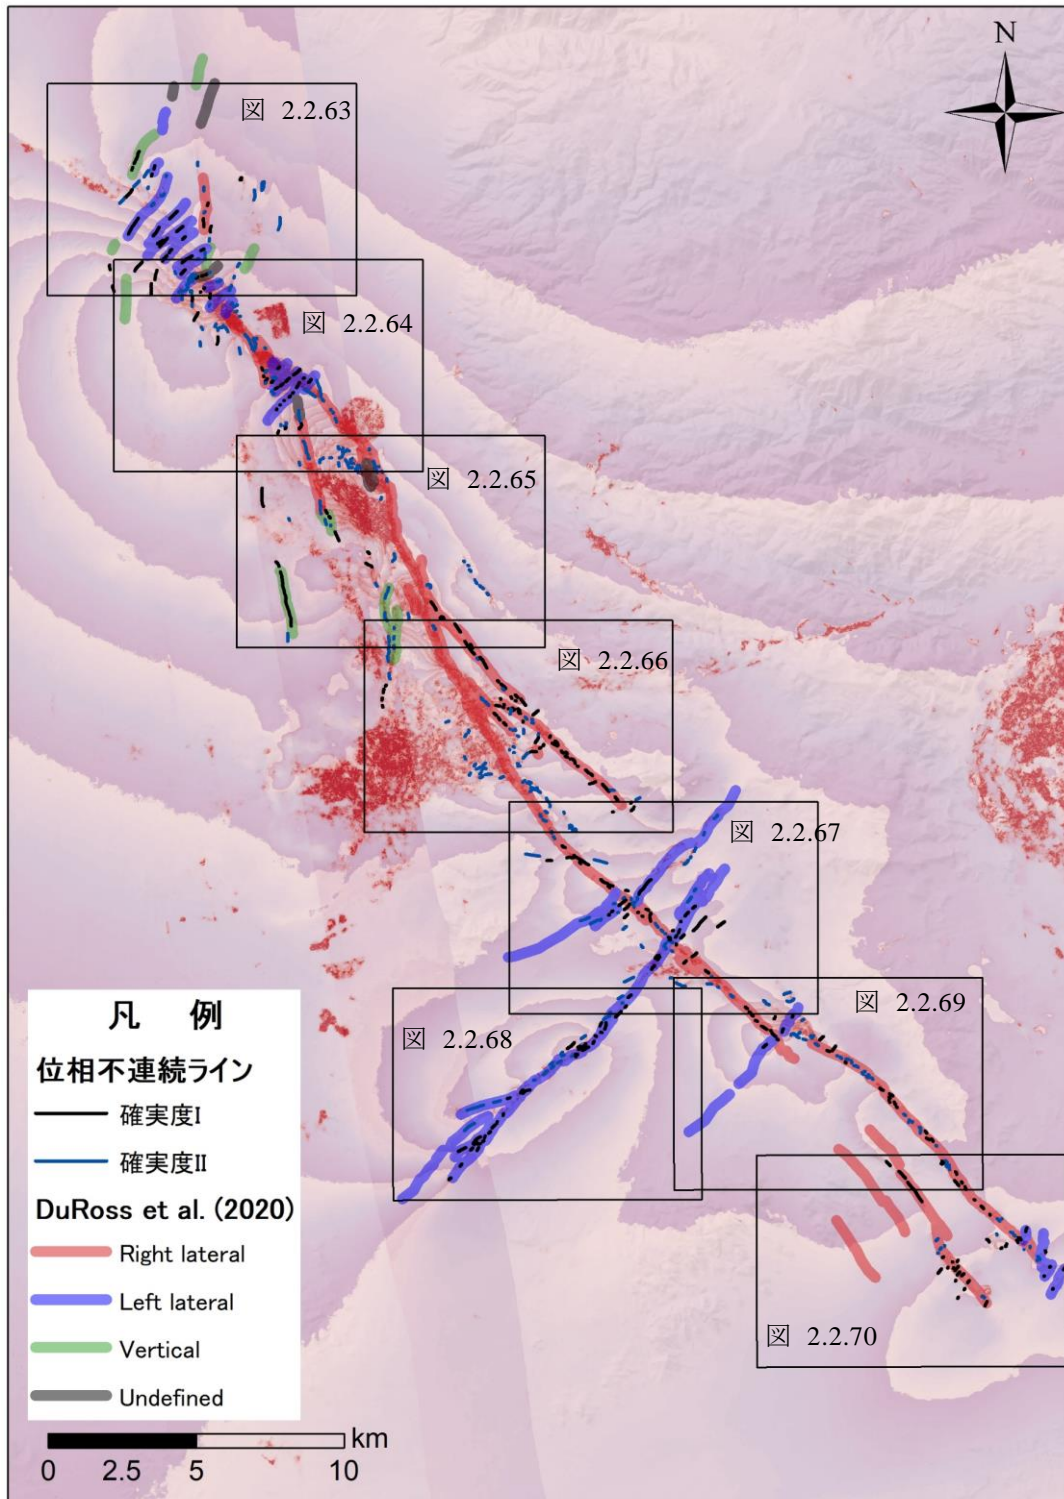 N
図 2.2.63
図 2.2.64
図 2.2.65
図 2.2.66
図 2.2.67
図 2.2.69
図 2.2.68
図 2.2.70
凡 例
位相不連続ライン
確実度I
確実度II
DuRoss et al. (2020)
Right lateral
Left lateral
Vertical
Undefined
km
0 2.5 5 10